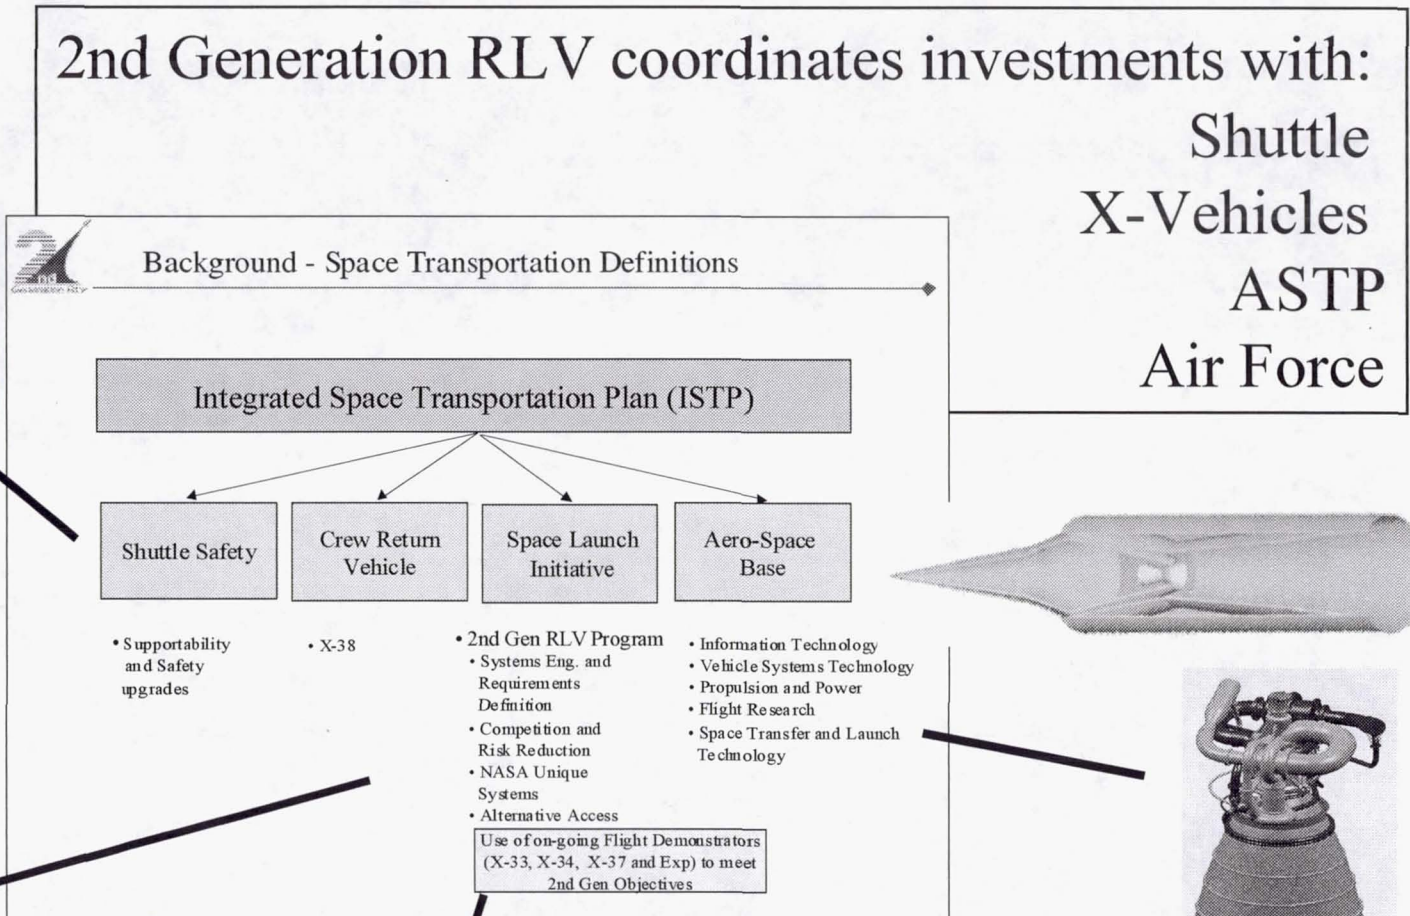 2nd Generation RLV coordinates investments with:
Shuttle
X-Vehicles
ASTP
Air Force
2
nd
Generation RLV
Background - Space Transportation Definitions
Integrated Space Transportation Plan (ISTP)
Shuttle Safety
Crew Return
Vehicle
Space Launch
Initiative
Aero-Space
Base
• Supportability
and Safety
upgrades
• X-38
• 2nd Gen RLV Program
• Systems Eng. and
Requirements
Definition
• Competition and
Risk Reduction
• NASA Unique
Systems
• Alternative Access
Use of on-going Flight Demonstrators
(X-33, X-34, X-37 and Exp) to meet
2nd Gen Objectives
• Information Technology
• Vehicle Systems Technology
• Propulsion and Power
• Flight Research
• Space Transfer and Launch
Technology